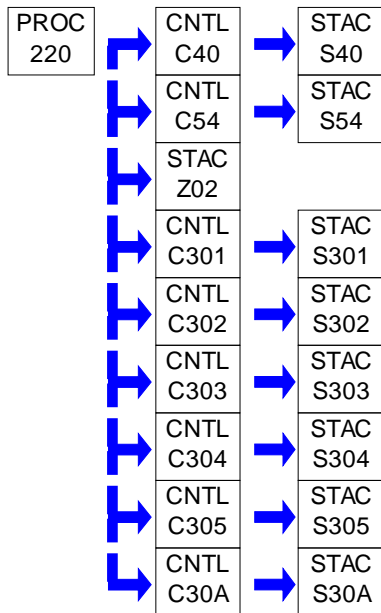 PROC
220
CNTL
C40
STAC
S40
CNTL
C54
STAC
S54
STAC
Z02
CNTL
C301
STAC
S301
CNTL
C302
STAC
S302
CNTL
C303
STAC
S303
CNTL
C304
STAC
S304
CNTL
C305
STAC
S305
CNTL
C30A
STAC
S30A